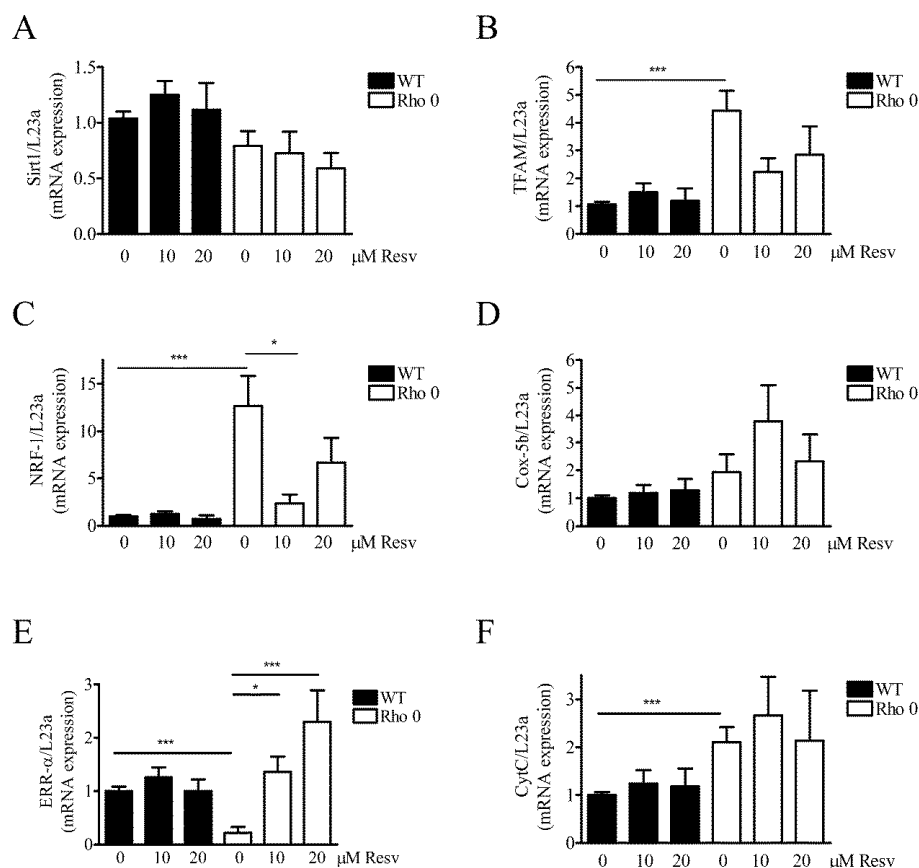 A
Sirt1/L23a
(mRNA expression)
1.5
1.0
0.5
0.0
0 10 20 0 10 20 μM Resv
WT
Rho 0
B
TFAM/L23a
(mRNA expression)
6
5
4
3
2
1
0
***
0 10 20 0 10 20 μM Resv
WT
Rho 0
C
NRF-1/L23a
(mRNA expression)
15
10
5
0
***
*
0 10 20 0 10 20 μM Resv
WT
Rho 0
D
Cox-5b/L23a
(mRNA expression)
6
5
4
3
2
1
0
0 10 20 0 10 20 μM Resv
WT
Rho 0
E
ERR-α/L23a
(mRNA expression)
3
2
1
0
***
***
*
0 10 20 0 10 20 μM Resv
WT
Rho 0
F
CytC/L23a
(mRNA expression)
3
2
1
0
***
0 10 20 0 10 20 μM Resv
WT
Rho 0